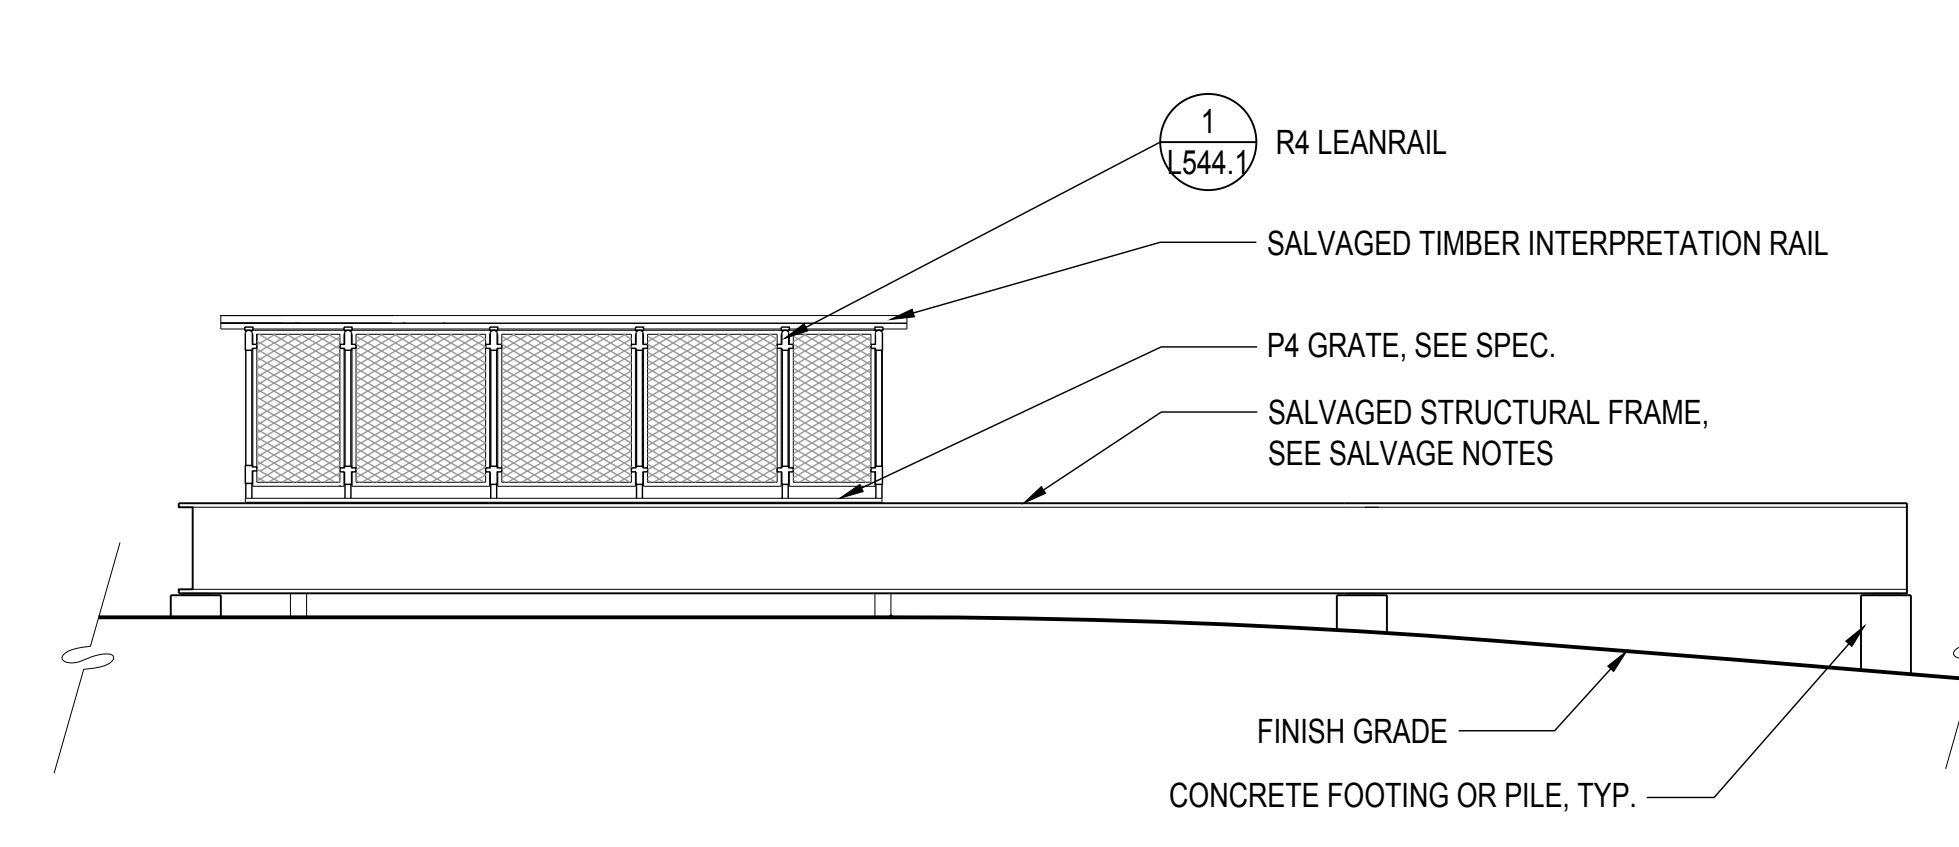 1
L544.1
R4 LEANRAIL
SALVAGED TIMBER INTERPRETATION RAIL
P4 GRATE, SEE SPEC.
SALVAGED STRUCTURAL FRAME,
SEE SALVAGE NOTES
FINISH GRADE
CONCRETE FOOTING OR PILE, TYP.